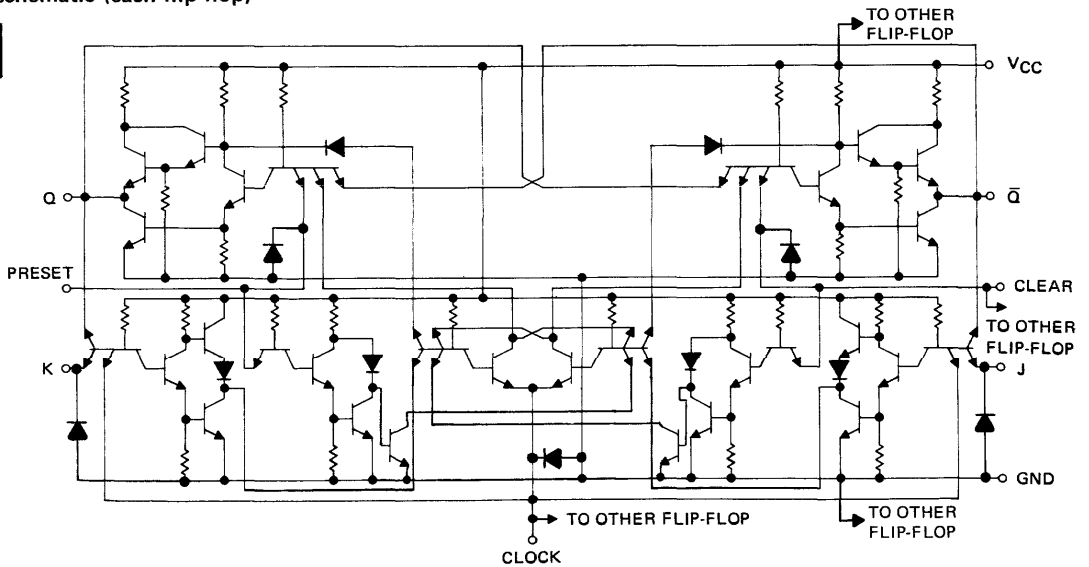 schematic (each flip-flop)
TO OTHER
FLIP-FLOP
VCC
Q
Q̄
PRESET
CLEAR
TO OTHER
FLIP-FLOP
K
J
GND
TO OTHER FLIP-FLOP
TO OTHER
FLIP-FLOP
CLOCK